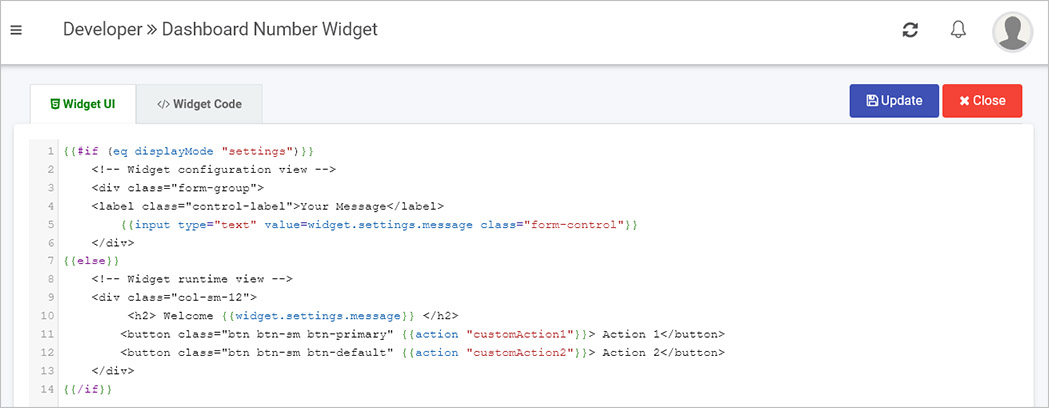 Developer » Dashboard Number Widget
Widget UI
</> Widget Code
Update
Close
1 {{#if (eq displayMode "settings")}}
2     <!-- Widget configuration view -->
3     <div class="form-group">
4     <label class="control-label">Your Message</label>
5         {{input type="text" value=widget.settings.message class="form-control"}}
6     </div>
7 {{else}}
8     <!-- Widget runtime view -->
9     <div class="col-sm-12">
10          <h2> Welcome {{widget.settings.message}} </h2>
11         <button class="btn btn-sm btn-primary" {{action "customAction1"}}> Action 1</button>
12         <button class="btn btn-sm btn-default" {{action "customAction2"}}> Action 2</button>
13     </div>
14 {{/if}}